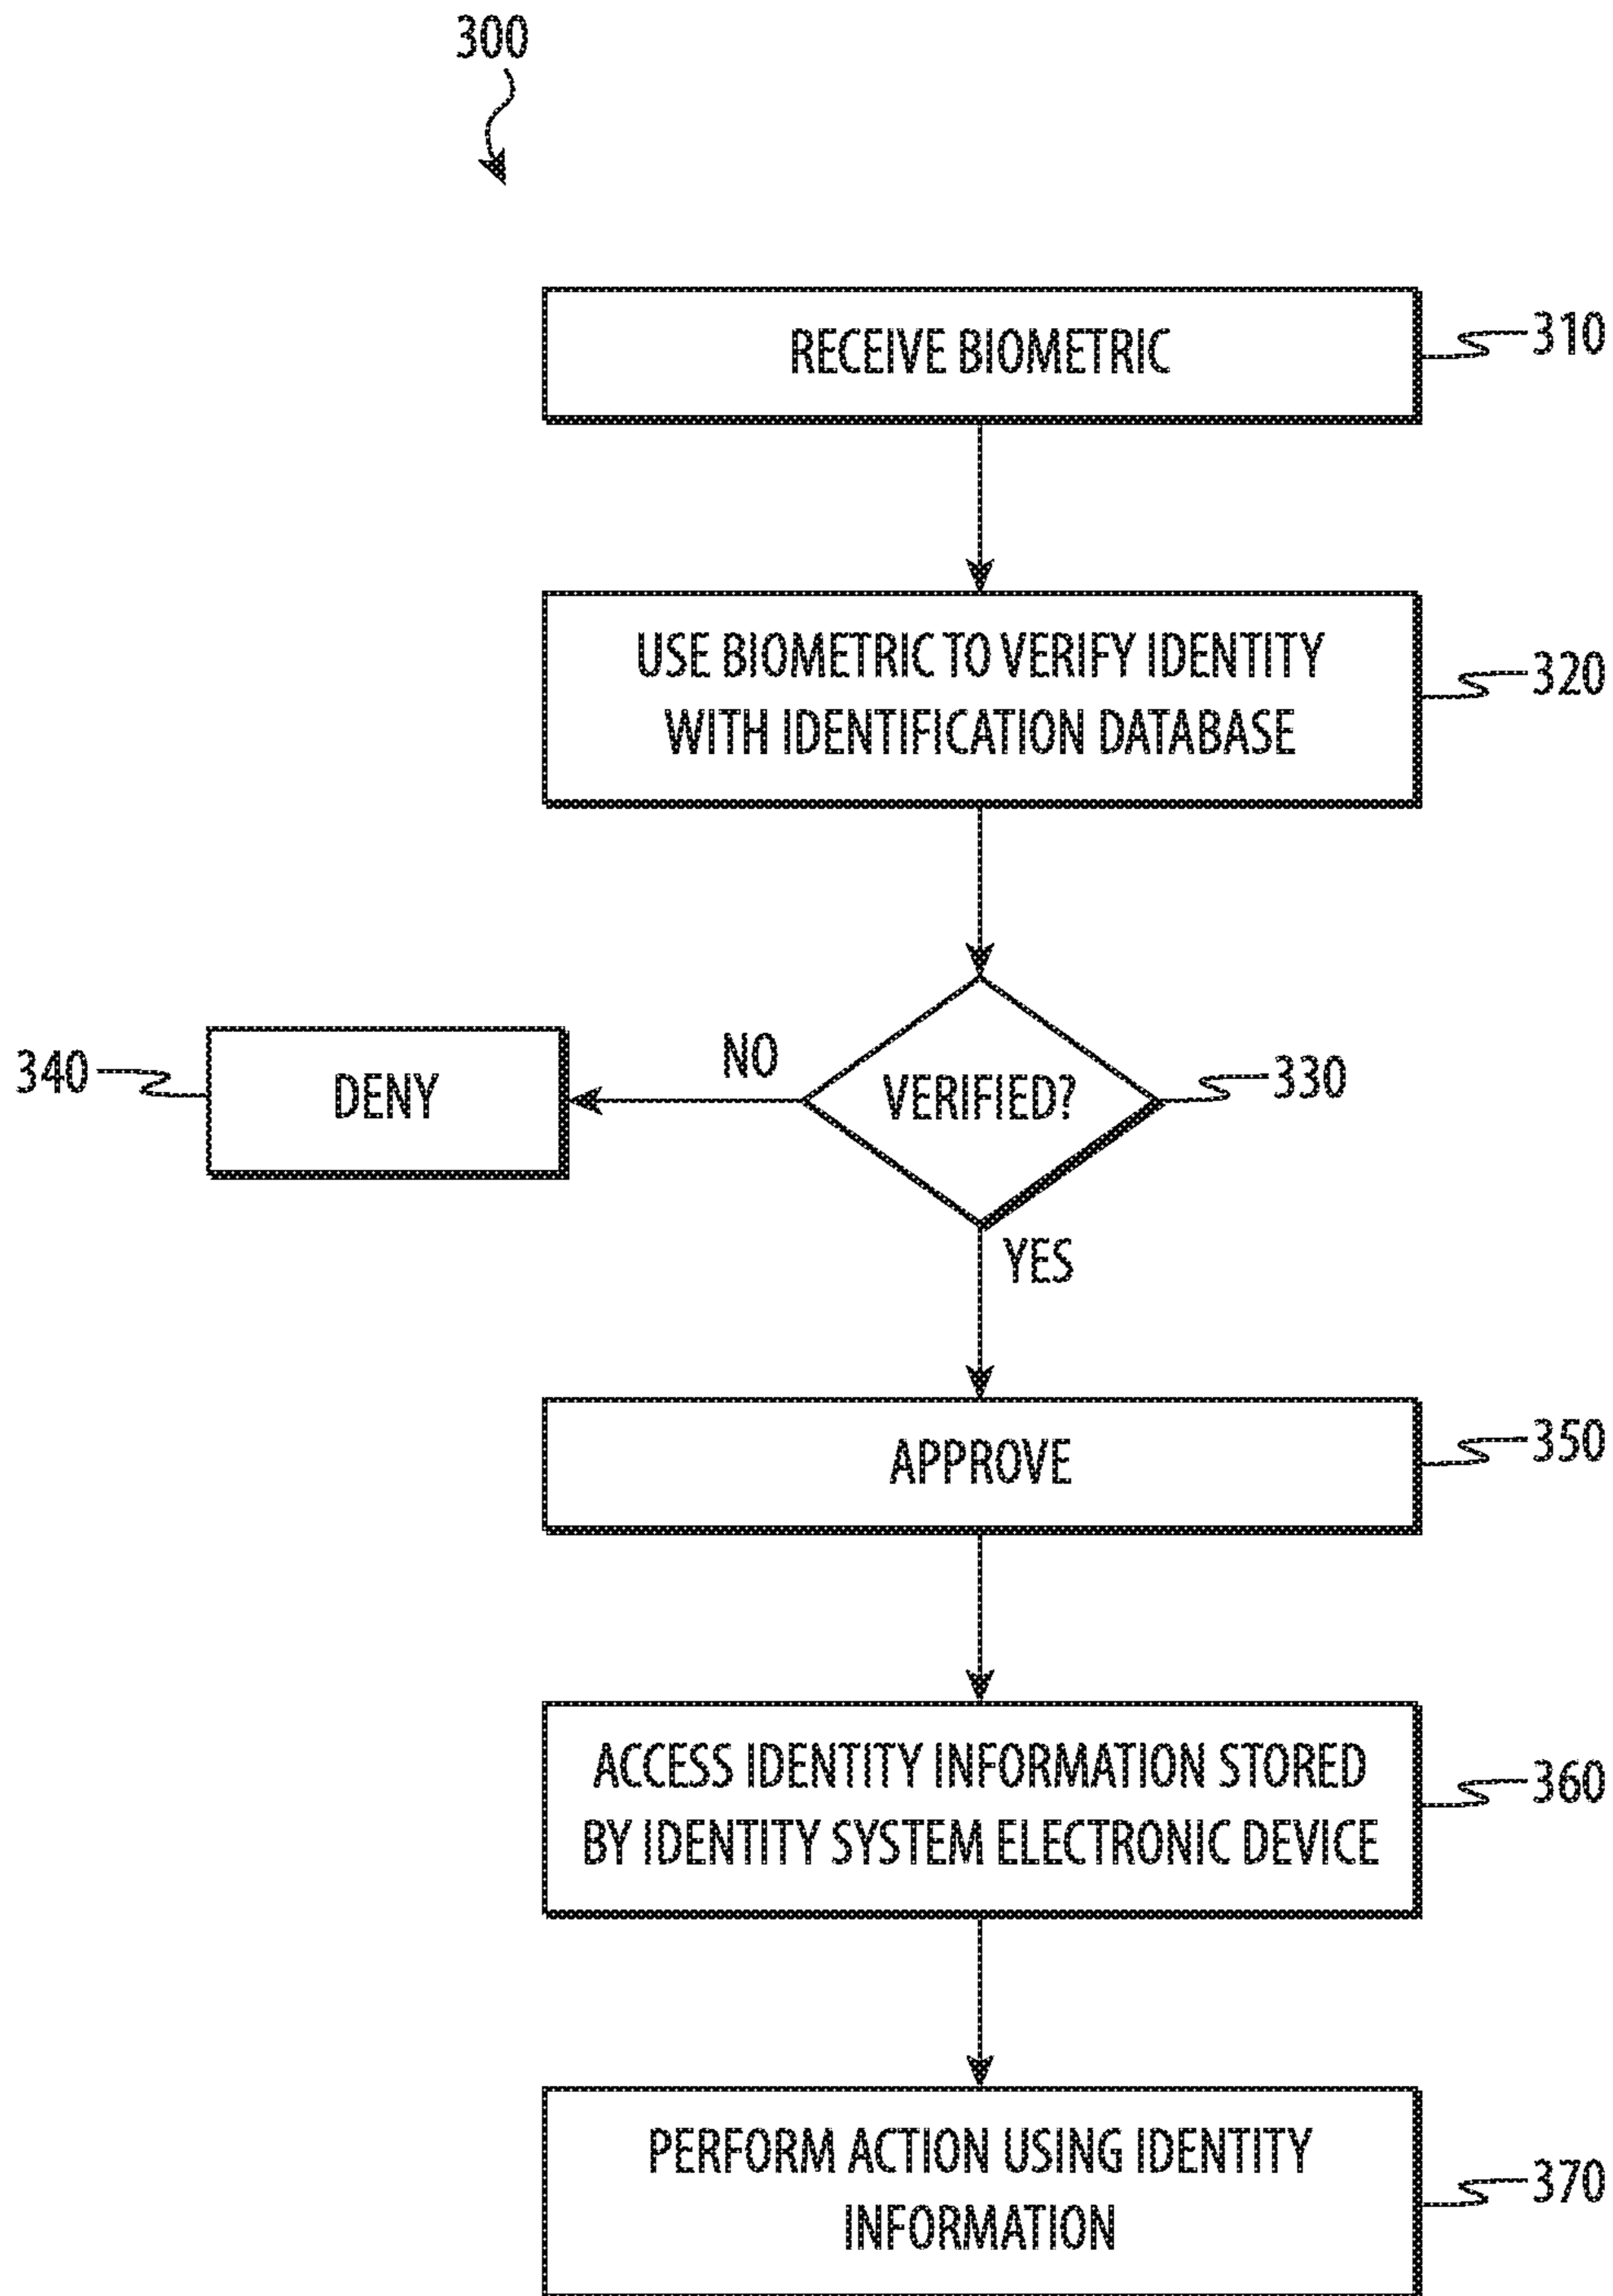 300
RECEIVE BIOMETRIC
310
USE BIOMETRIC TO VERIFY IDENTITY
WITH IDENTIFICATION DATABASE
320
VERIFIED?
330
NO
DENY
340
YES
APPROVE
350
ACCESS IDENTITY INFORMATION STORED
BY IDENTITY SYSTEM ELECTRONIC DEVICE
360
PERFORM ACTION USING IDENTITY
INFORMATION
370